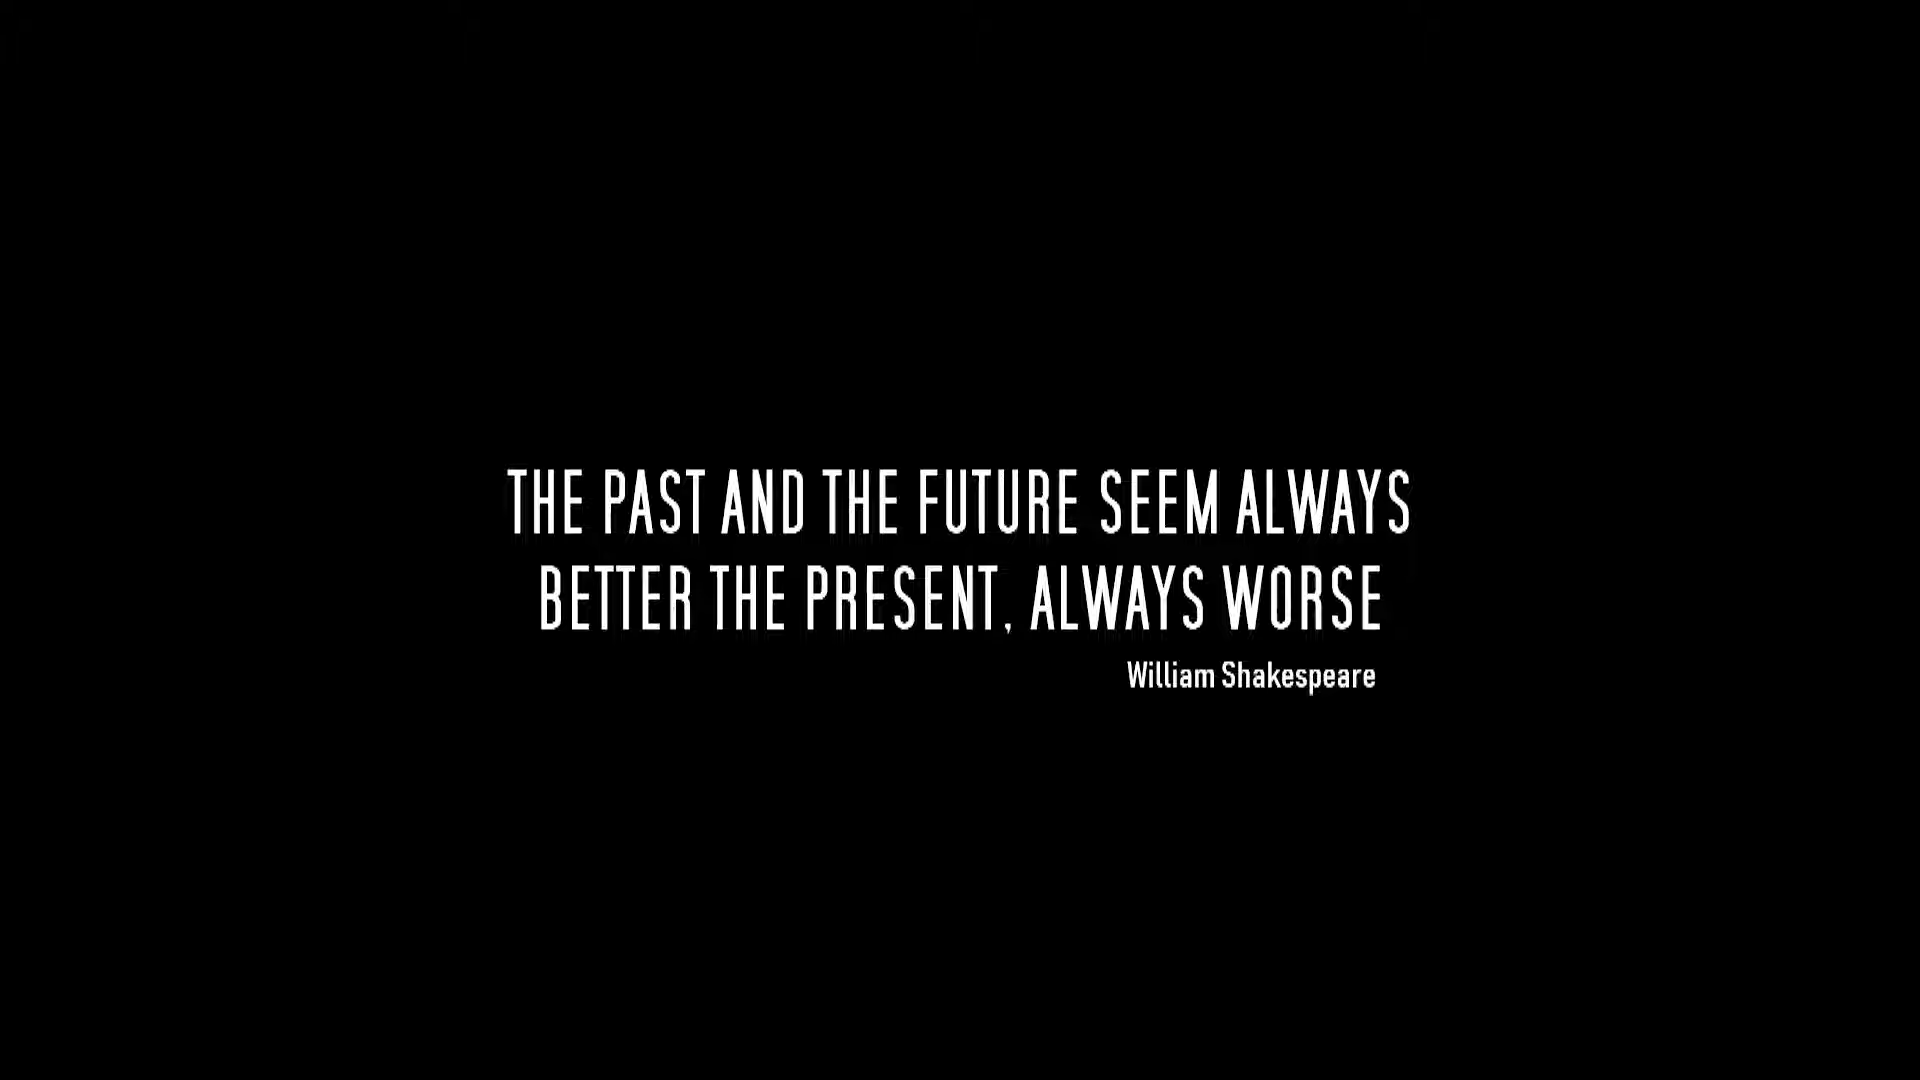 THE PAST AND THE FUTURE SEEM ALWAYS
BETTER THE PRESENT, ALWAYS WORSE
William Shakespeare